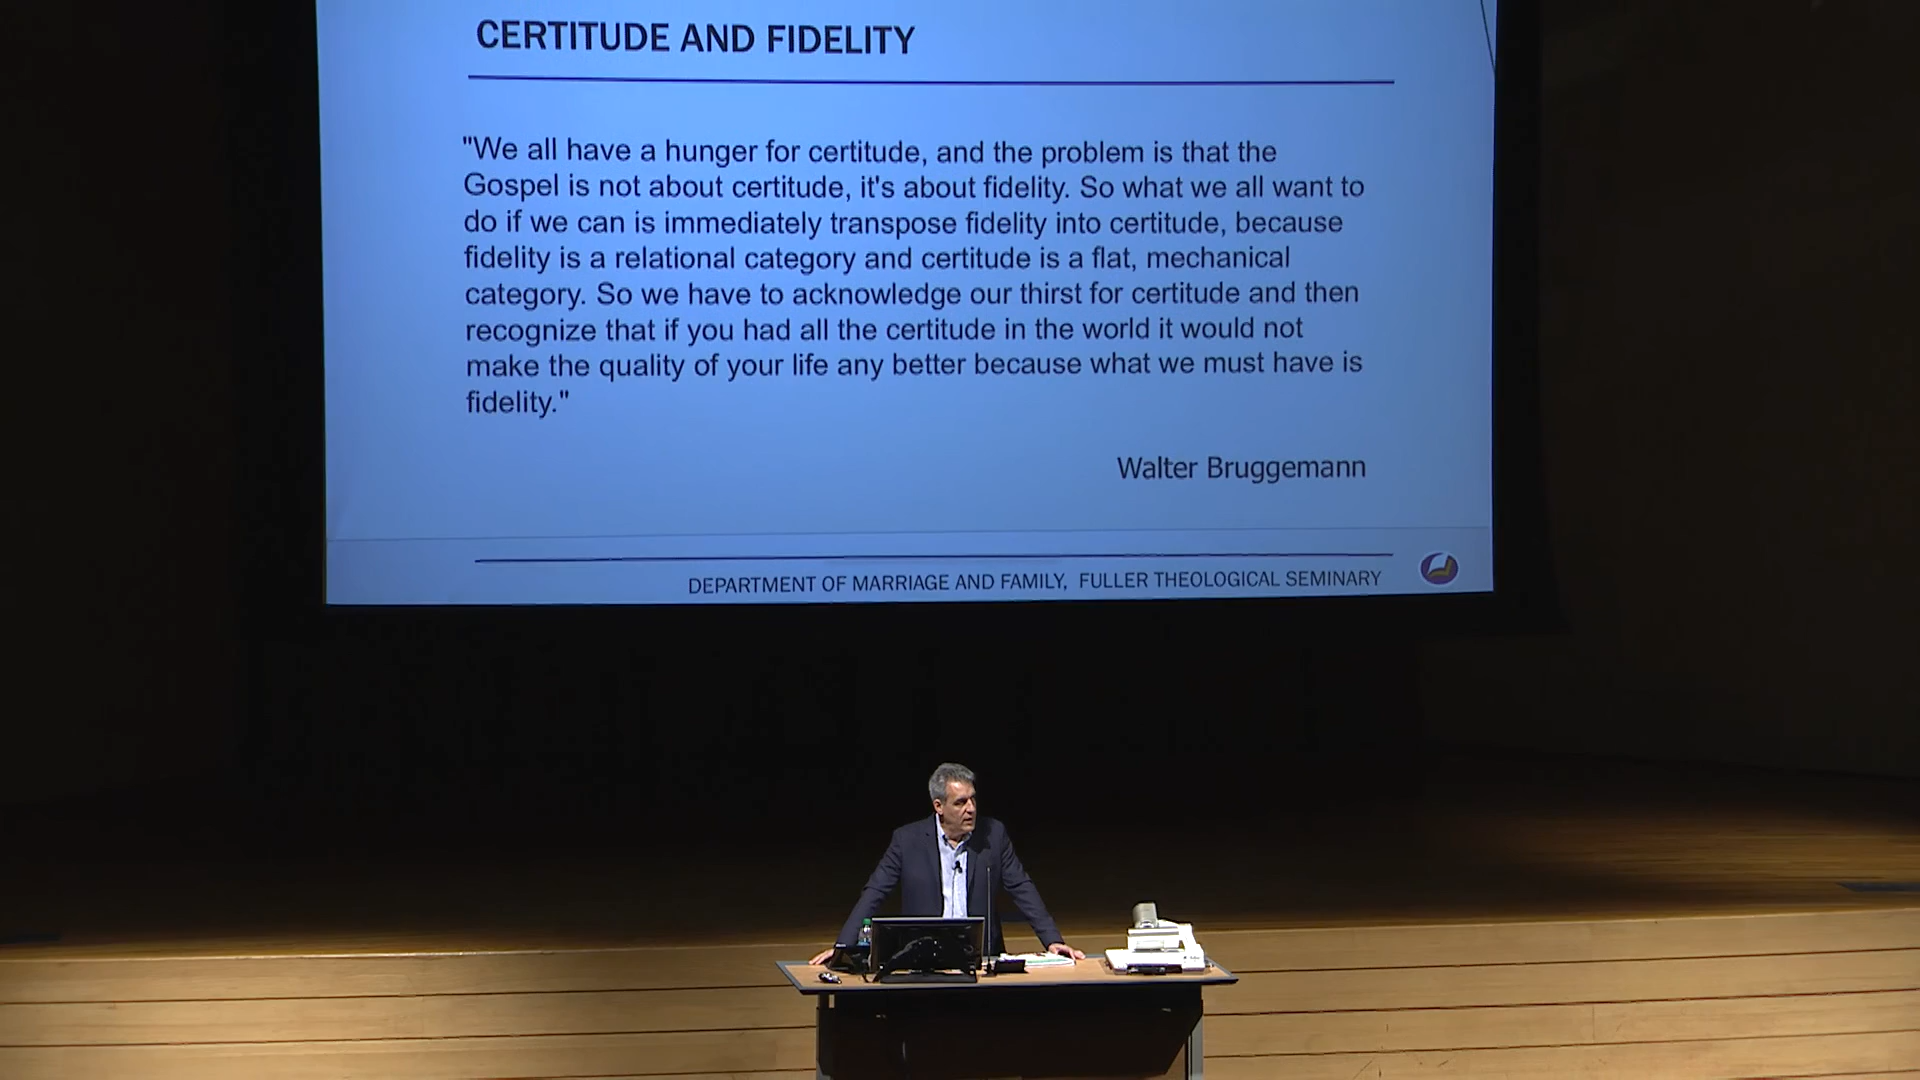 CERTITUDE AND FIDELITY
"We all have a hunger for certitude, and the problem is that the
Gospel is not about certitude, it's about fidelity. So what we all want to
do if we can is immediately transpose fidelity into certitude, because
fidelity is a relational category and certitude is a flat, mechanical
category. So we have to acknowledge our thirst for certitude and then
recognize that if you had all the certitude in the world it would not
make the quality of your life any better because what we must have is
fidelity."
Walter Bruggemann
DEPARTMENT OF MARRIAGE AND FAMILY, FULLER THEOLOGICAL SEMINARY